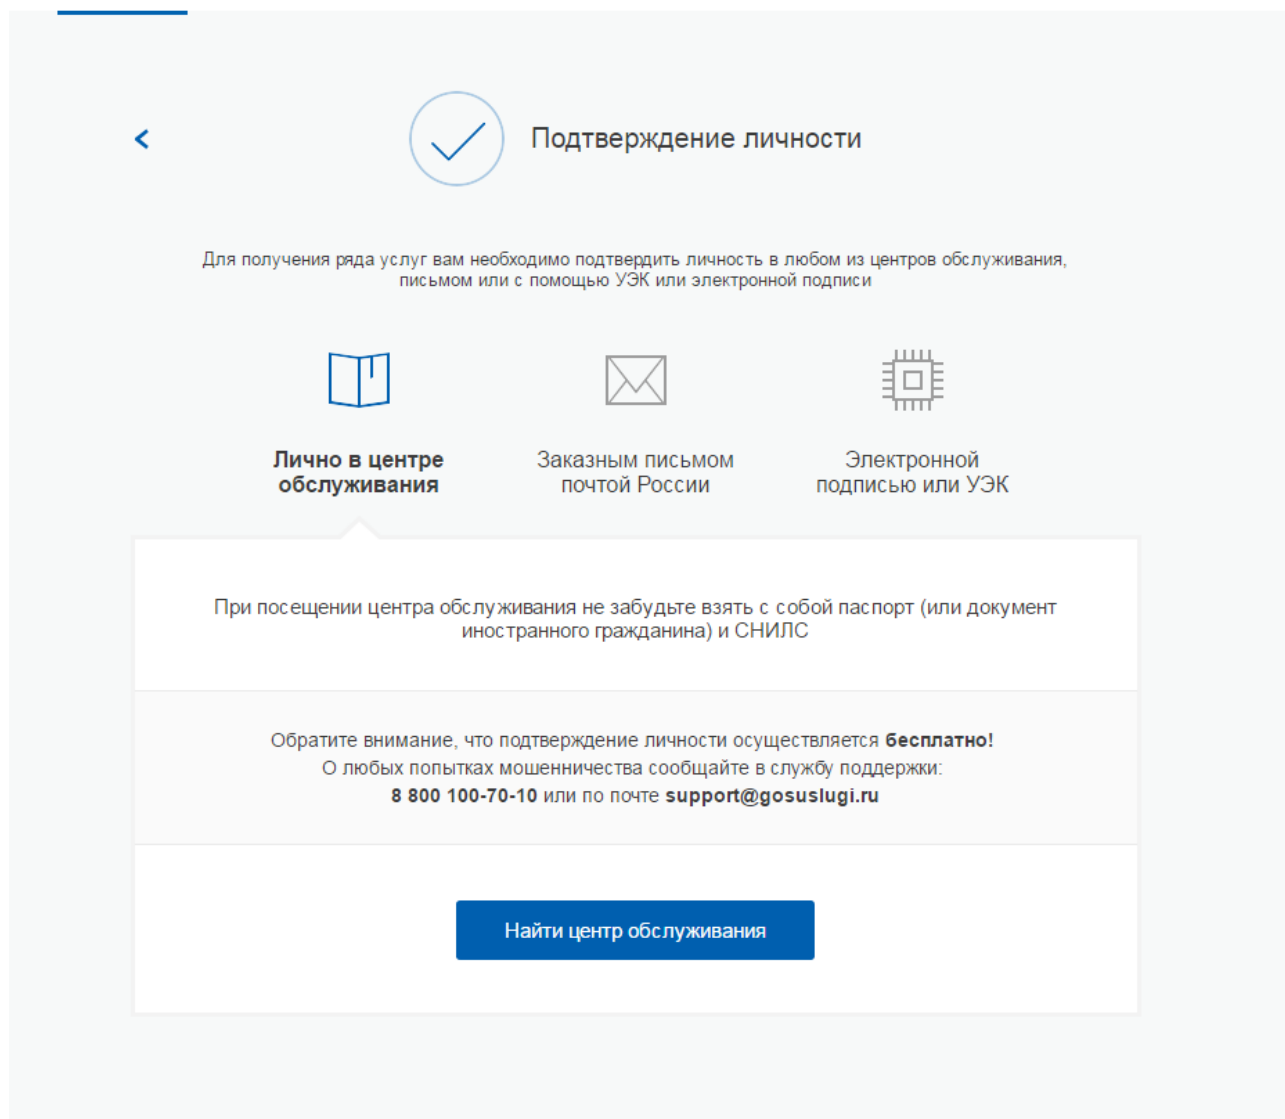 Подтверждение личности
Для получения ряда услуг вам необходимо подтвердить личность в любом из центров обслуживания,
письмом или с помощью УЭК или электронной подписи
Лично в центре
обслуживания
Заказным письмом
почтой России
Электронной
подписью или УЭК
При посещении центра обслуживания не забудьте взять с собой паспорт (или документ
иностранного гражданина) и СНИЛС
Обратите внимание, что подтверждение личности осуществляется бесплатно!
О любых попытках мошенничества сообщайте в службу поддержки:
8 800 100-70-10 или по почте support@gosuslugi.ru
Найти центр обслуживания